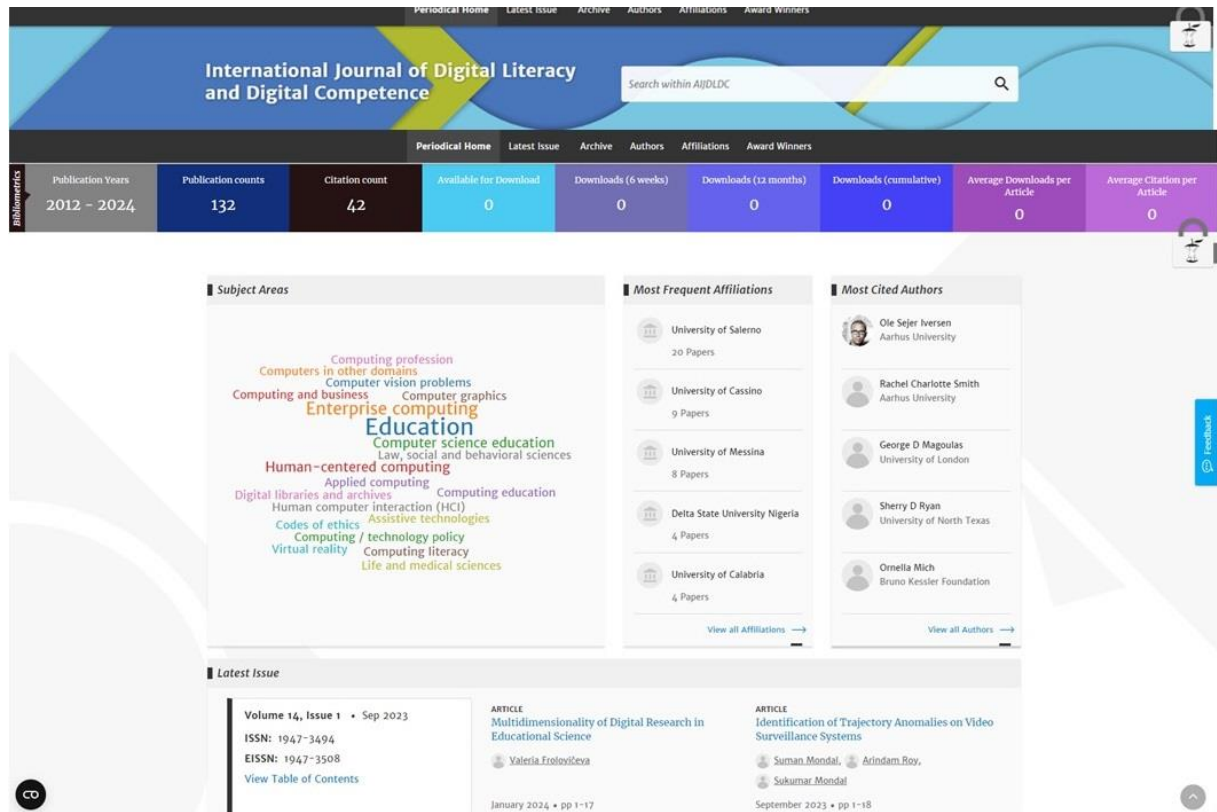 Periodical Home Latest Issue Archive Authors Affiliations Award Winners
International Journal of Digital Literacy
and Digital Competence
Search within AIJDLDC
Periodical Home Latest Issue Archive Authors Affiliations Award Winners
Bibliometrics
Publication Years
2012 - 2024
Publication counts
132
Citation count
42
Available for Download
0
Downloads (6 weeks)
0
Downloads (12 months)
0
Downloads (cumulative)
0
Average Downloads per
Article
0
Average Citation per
Article
0
Subject Areas
Computing profession
Computers in other domains
Computer vision problems
Computing and business
Computer graphics
Enterprise computing
Education
Computer science education
Law, social and behavioral sciences
Human-centered computing
Applied computing
Digital libraries and archives
Computing education
Human computer interaction (HCI)
Assistive technologies
Codes of ethics
Computing / technology policy
Virtual reality
Computing literacy
Life and medical sciences
Most Frequent Affiliations
University of Salerno
20 Papers
University of Cassino
9 Papers
University of Messina
8 Papers
Delta State University Nigeria
4 Papers
University of Calabria
4 Papers
View all Affiliations
Most Cited Authors
Ole Sejer Iversen
Aarhus University
Rachel Charlotte Smith
Aarhus University
George D Magoulas
University of London
Sherry D Ryan
University of North Texas
Ornella Mich
Bruno Kessler Foundation
View all Authors
Feedback
Latest Issue
Volume 14, Issue 1 • Sep 2023
ISSN: 1947-3494
EISSN: 1947-3508
View Table of Contents
ARTICLE
Multidimensionality of Digital Research in
Educational Science
Valeria Frolovičeva
January 2024 • pp 1-17
ARTICLE
Identification of Trajectory Anomalies on Video
Surveillance Systems
Suman Mondal, Arindam Roy,
Sukumar Mondal
September 2023 • pp 1-18